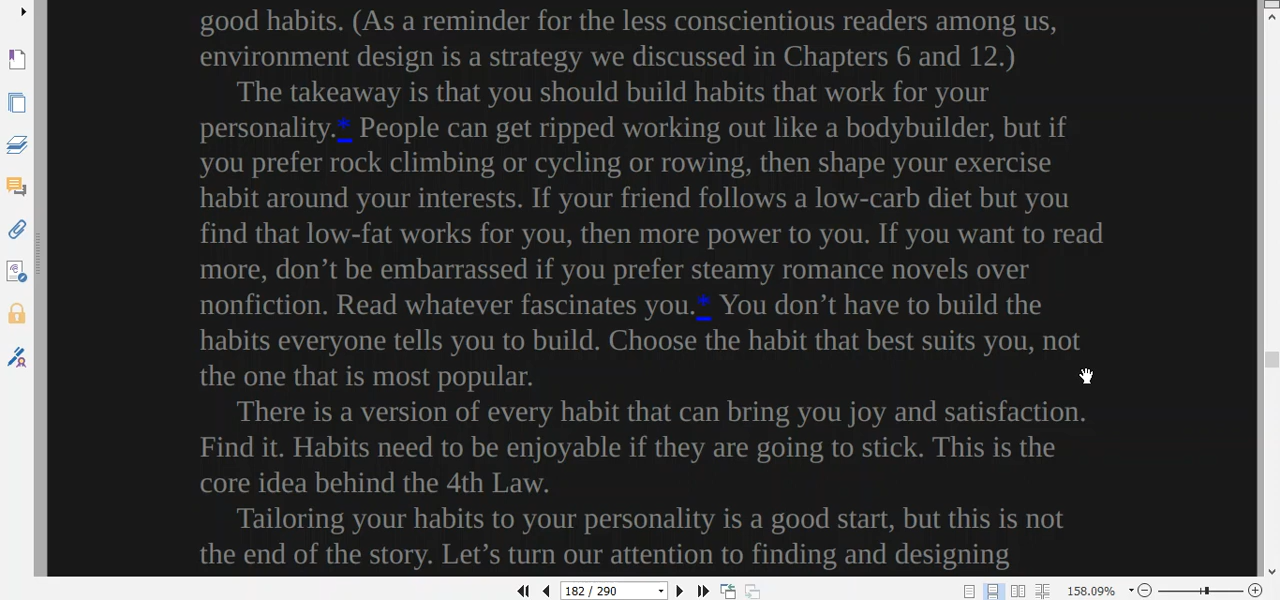 good habits. (As a reminder for the less conscientious readers among us,
environment design is a strategy we discussed in Chapters 6 and 12.)
The takeaway is that you should build habits that work for your
personality.* People can get ripped working out like a bodybuilder, but if
you prefer rock climbing or cycling or rowing, then shape your exercise
habit around your interests. If your friend follows a low-carb diet but you
find that low-fat works for you, then more power to you. If you want to read
more, don’t be embarrassed if you prefer steamy romance novels over
nonfiction. Read whatever fascinates you.* You don’t have to build the
habits everyone tells you to build. Choose the habit that best suits you, not
the one that is most popular.
There is a version of every habit that can bring you joy and satisfaction.
Find it. Habits need to be enjoyable if they are going to stick. This is the
core idea behind the 4th Law.
Tailoring your habits to your personality is a good start, but this is not
the end of the story. Let’s turn our attention to finding and designing
182 / 290
158.09%